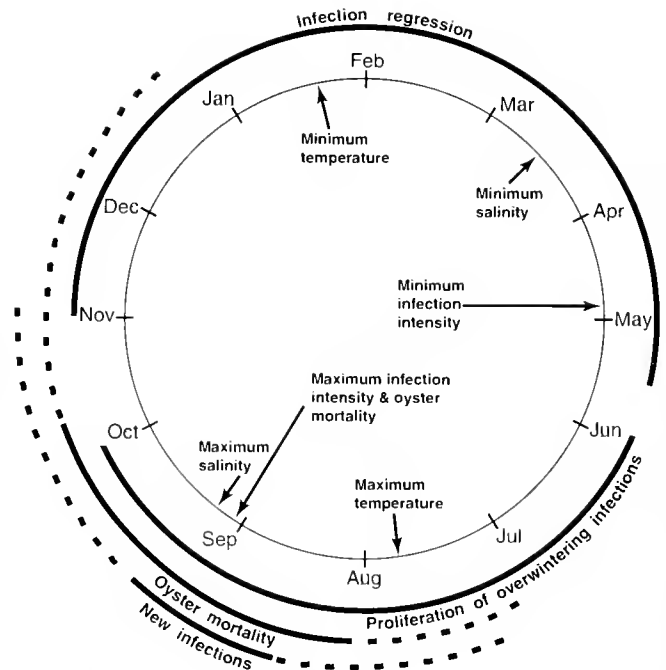 Infection regression
Feb
Jan
Mar
Minimum
temperature
Minimum
salinity
Dec
Apr
Minimum
infection
intensity
Nov
May
Maximum infection
intensity & oyster
mortality
Oct
Jun
Maximum
salinity
Maximum
temperature
Sep
Jul
Aug
Proliferation of overwintering infections
Oyster mortality
New infections